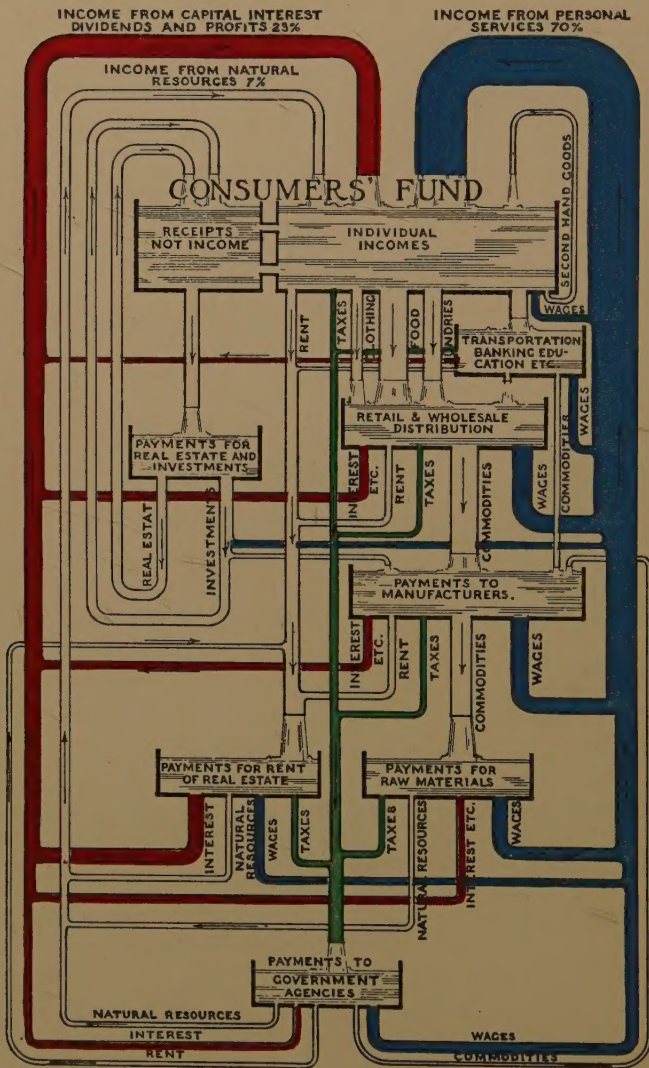 INCOME FROM CAPITAL INTEREST
DIVIDENDS AND PROFITS 23%
INCOME FROM PERSONAL
SERVICES 70%
INCOME FROM NATURAL
RESOURCES 7%
CONSUMERS' FUND
RECEIPTS
NOT INCOME
INDIVIDUAL
INCOMES
SECOND HAND GOODS
WAGES
RENT
TAXES
CLOTHING
FOOD
UNDRIES
TRANSPORTATION
BANKING EDU-
CATION ETC
WAGES
COMMODITIES
RETAIL & WHOLESALE
DISTRIBUTION
PAYMENTS FOR
REAL ESTATE AND
INVESTMENTS
REAL ESTAT
INVESTMENTS
INTEREST
ETC.
RENT
TAXES
COMMODITIES
WAGES
PAYMENTS TO
MANUFACTURERS.
INTEREST
ETC.
RENT
TAXES
COMMODITIES
WAGES
PAYMENTS FOR RENT
OF REAL ESTATE
PAYMENTS FOR
RAW MATERIALS
INTEREST
NATURAL
RESOURCES
WAGES
TAXES
TAXES
NATURAL RESOURCES
INTEREST ETC.
WAGES
PAYMENTS TO
GOVERNMENT
AGENCIES
NATURAL RESOURCES
INTEREST
RENT
WAGES
COMMODITIES